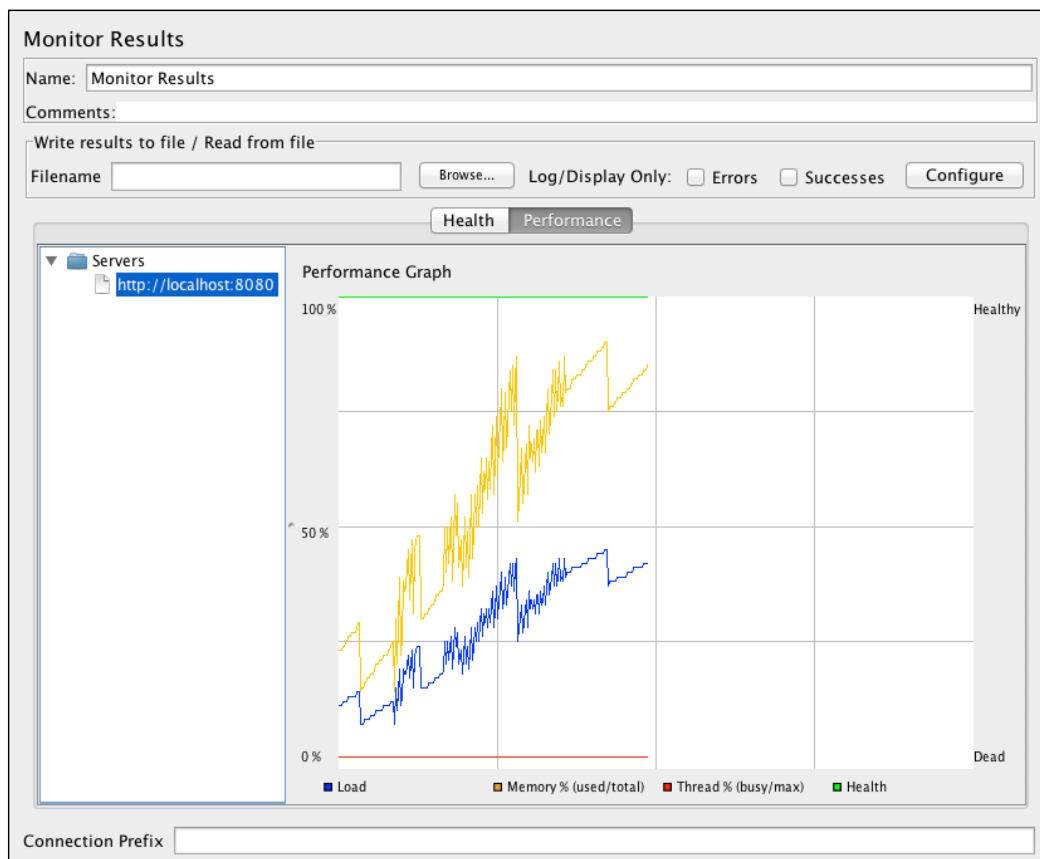 Monitor Results
Name: Monitor Results
Comments:
Write results to file / Read from file
Filename Browse... Log/Display Only: Errors Successes Configure
Health Performance
Servers
http://localhost:8080
Performance Graph
100 % Healthy
50 %
0 % Dead
Load Memory % (used/total) Thread % (busy/max) Health
Connection Prefix